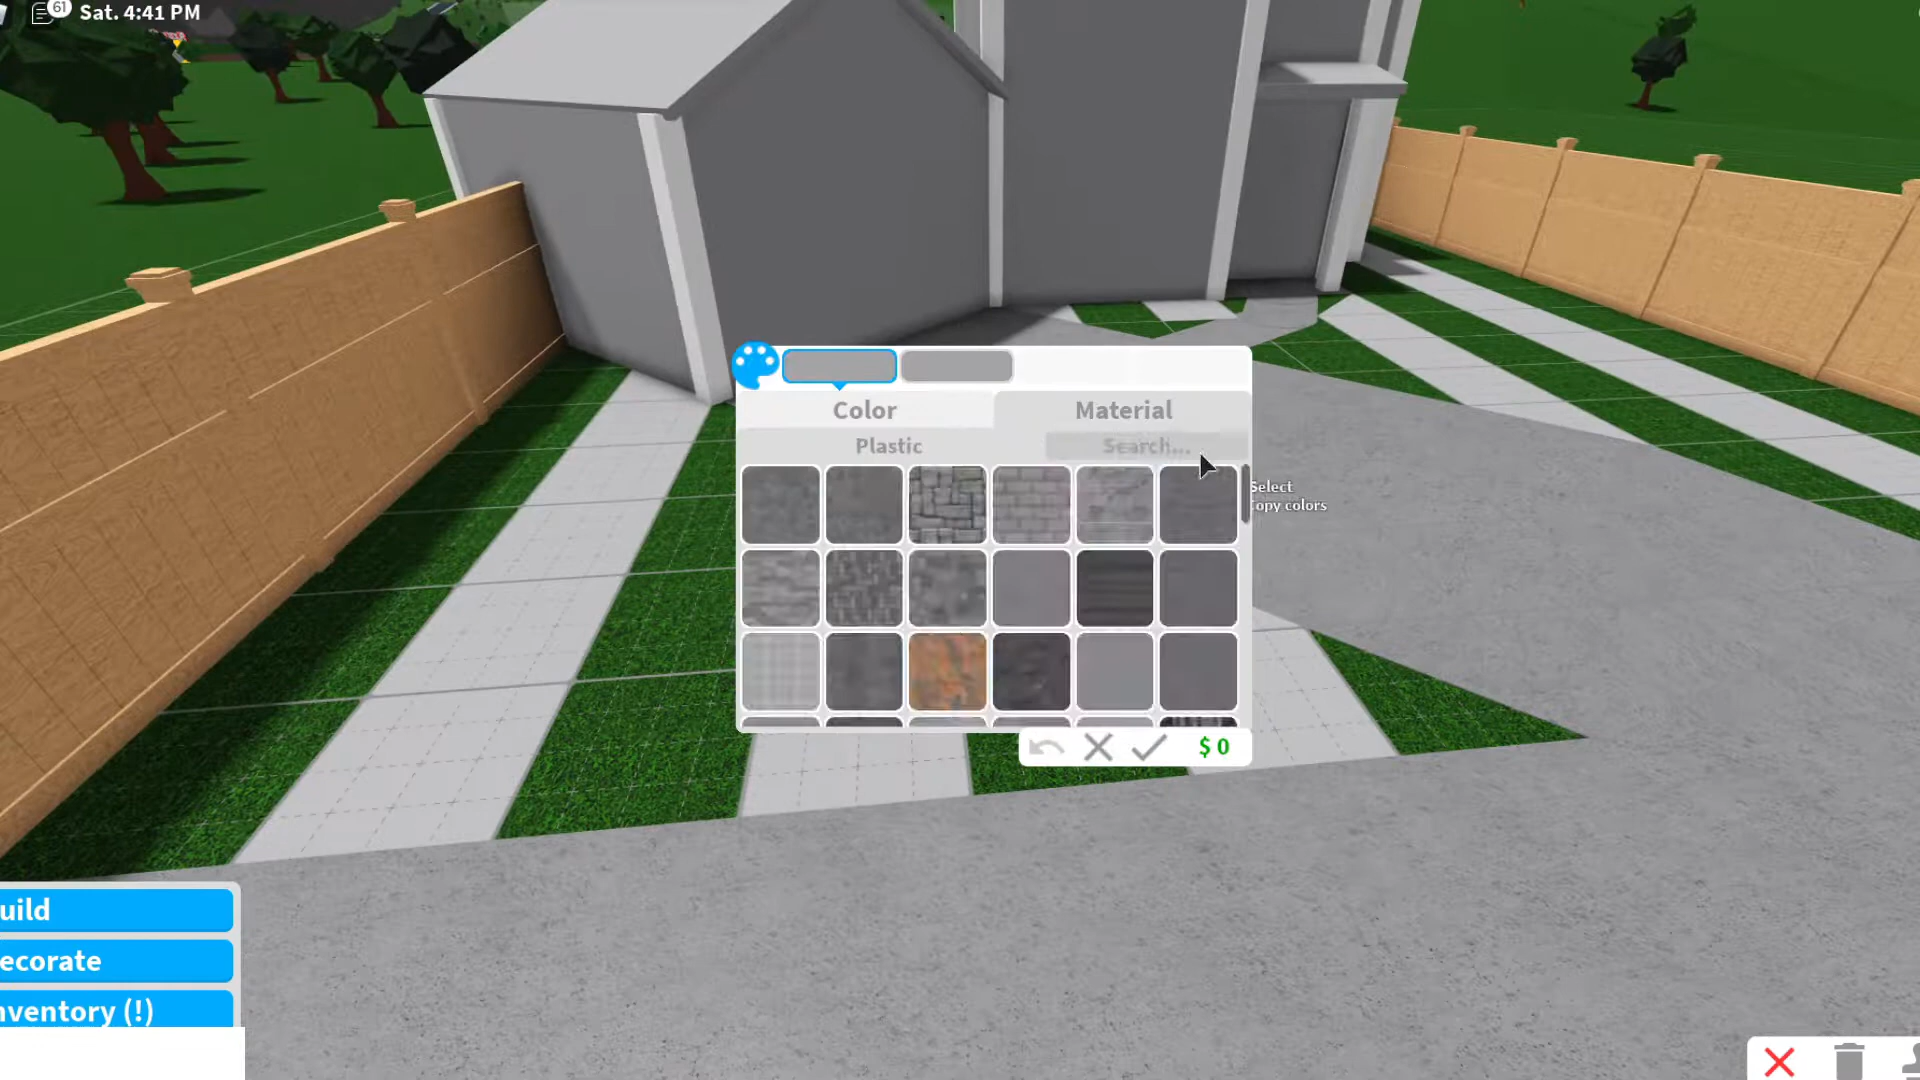 61 Sat. 4:41 PM
Color
Material
Plastic
Search...
Select
opy colors
$ 0
uild
ecorate
nventory (!)